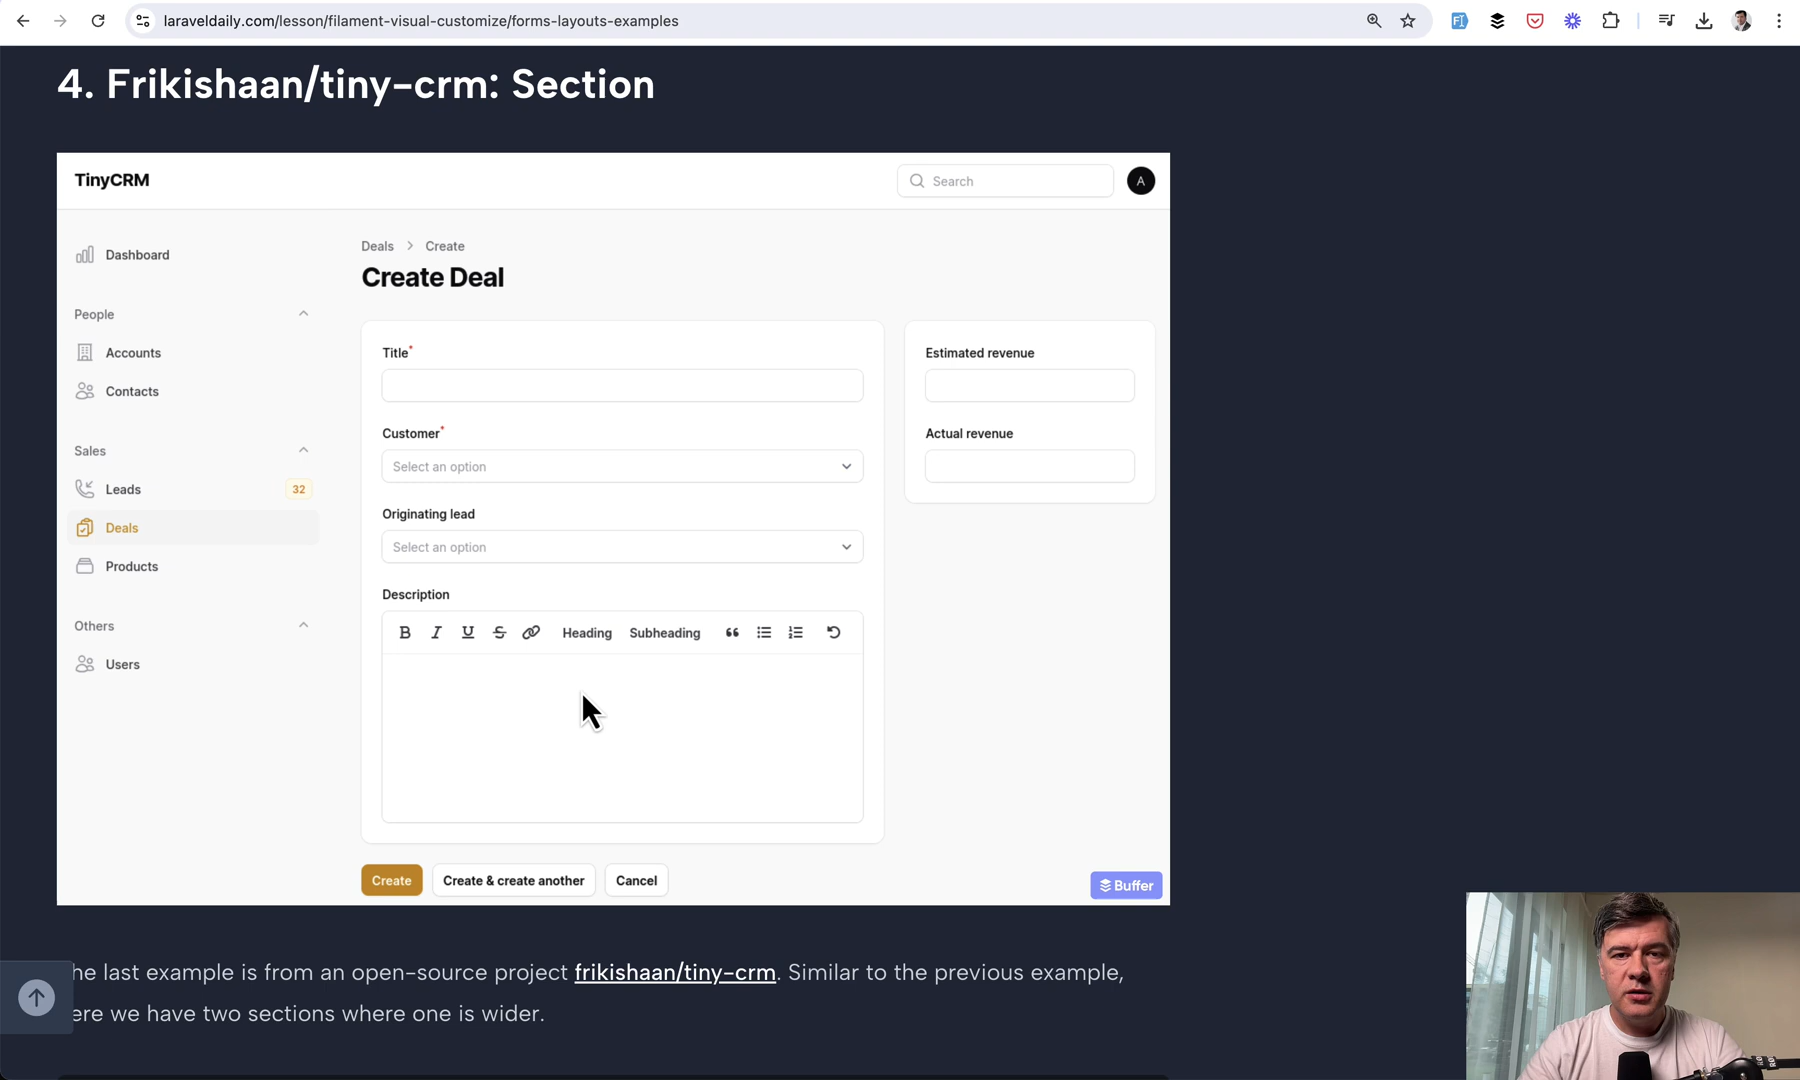 laraveldaily.com/lesson/filament-visual-customize/forms-layouts-examples
4. Frikishaan/tiny-crm: Section
TinyCRM
Search
A
Dashboard
People
Accounts
Contacts
Sales
Leads 32
Deals
Products
Others
Users
Deals > Create
Create Deal
Title*
Customer*
Select an option
Originating lead
Select an option
Description
B I U S Heading Subheading
Estimated revenue
Actual revenue
Create Create & create another Cancel
Buffer
he last example is from an open-source project frikishaan/tiny-crm. Similar to the previous example,
ere we have two sections where one is wider.